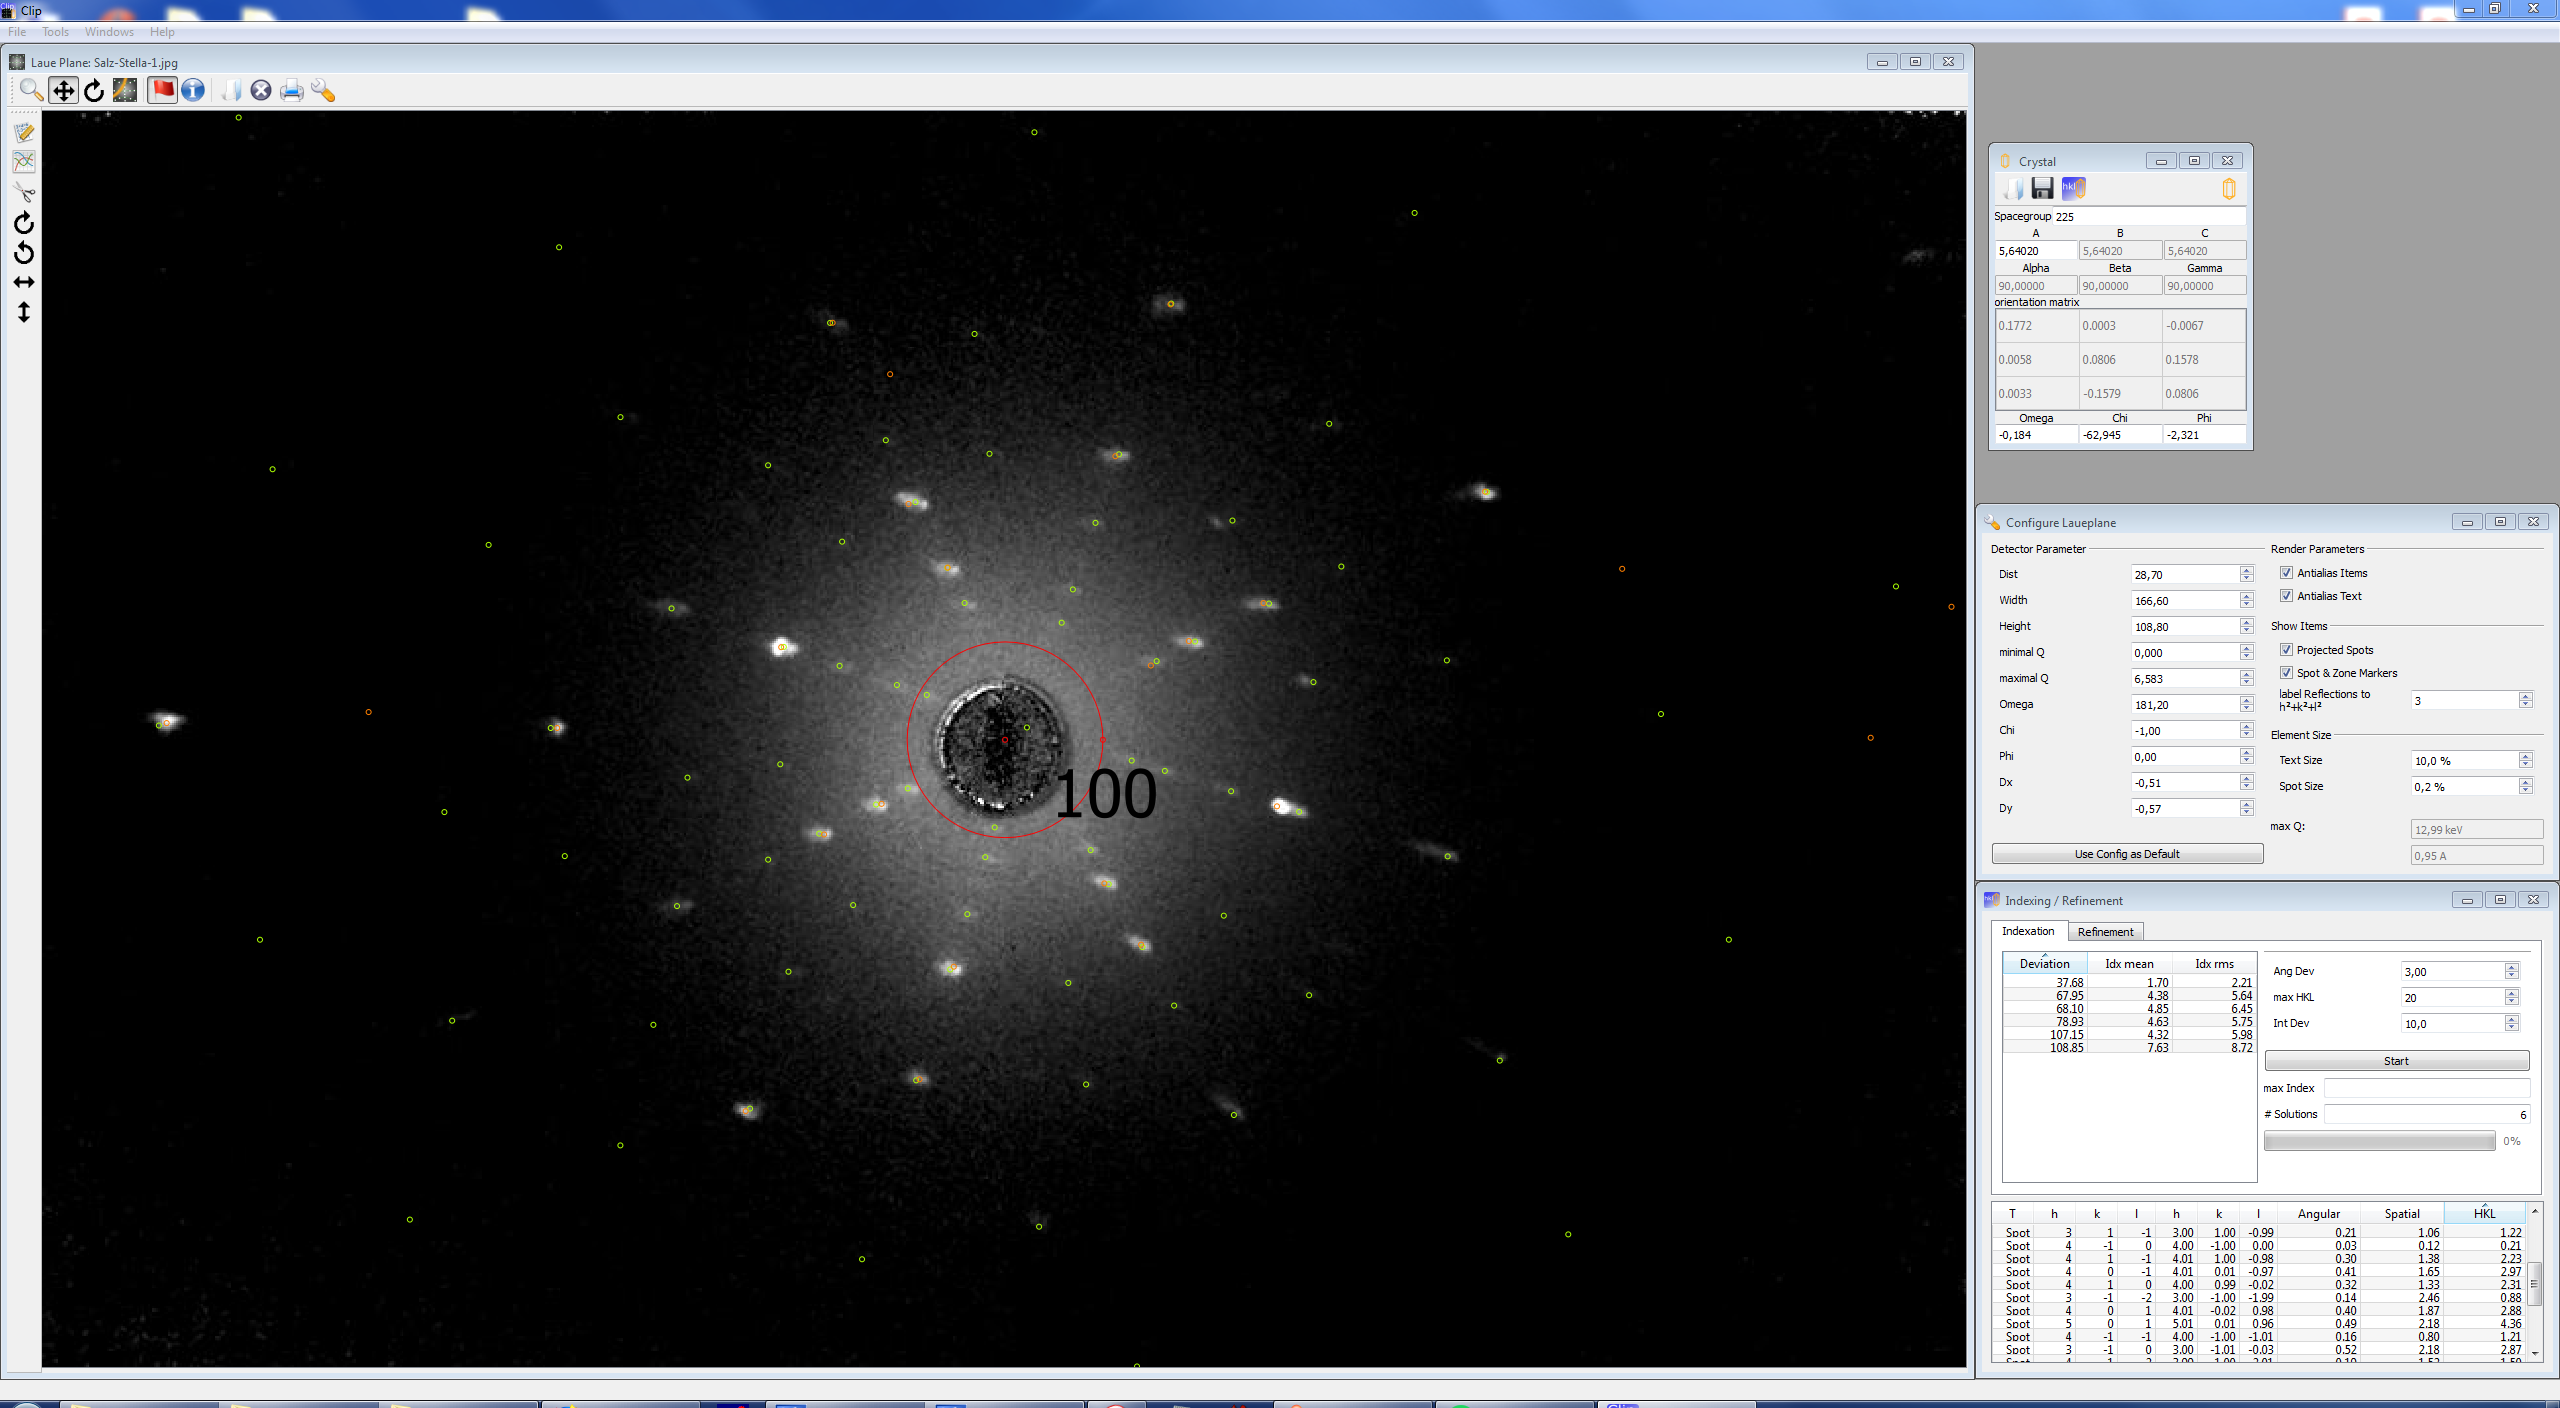 Clip
File Tools Windows Help
Laue Plane: Salz-Stella-1.jpg
100
Crystal
hkl
Spacegroup 225
A B C
5,64020 5,64020 5,64020
Alpha Beta Gamma
90,00000 90,00000 90,00000
orientation matrix
0.1772 0.0003 -0.0067
0.0058 0.0806 0.1578
0.0033 -0.1579 0.0806
Omega Chi Phi
-0,184 -62,945 -2,321
Configure Laueplane
Detector Parameter
Dist 28,70
Width 166,60
Height 108,80
minimal Q 0,000
maximal Q 6,583
Omega 181,20
Chi -1,00
Phi 0,00
Dx -0,51
Dy -0,57
Use Config as Default
Render Parameters
Antialias Items
Antialias Text
Show Items
Projected Spots
Spot & Zone Markers
label Reflections to
h²+k²+l² 3
Element Size
Text Size 10,0 %
Spot Size 0,2 %
max Q: 12,99 keV
0,95 A
Indexing / Refinement
Indexation Refinement
Deviation Idx mean Idx rms
37.68 1.70 2.21
67.95 4.38 5.64
68.10 4.85 6.45
78.93 4.63 5.75
107.15 4.32 5.98
108.85 7.63 8.72
Ang Dev 3,00
max HKL 20
Int Dev 10,0
Start
max Index
# Solutions 6
0%
T h k l h k l Angular Spatial HKL
Spot 3 1 -1 3.00 1.00 -0.99 0.21 1.06 1.22
Spot 4 -1 0 4.00 -1.00 0.00 0.03 0.12 0.21
Spot 4 1 -1 4.01 1.00 -0.98 0.30 1.38 2.23
Spot 4 0 -1 4.01 0.01 -0.97 0.41 1.65 2.97
Spot 4 1 0 4.00 0.99 -0.02 0.32 1.33 2.31
Spot 3 -1 -2 3.00 -1.00 -1.99 0.14 2.46 0.88
Spot 4 0 1 4.01 -0.02 0.98 0.40 1.87 2.88
Spot 5 0 1 5.01 0.01 0.96 0.49 2.18 4.36
Spot 4 -1 -1 4.00 -1.00 -1.01 0.16 0.80 1.21
Spot 3 -1 0 3.00 -1.01 -0.03 0.52 2.18 2.87